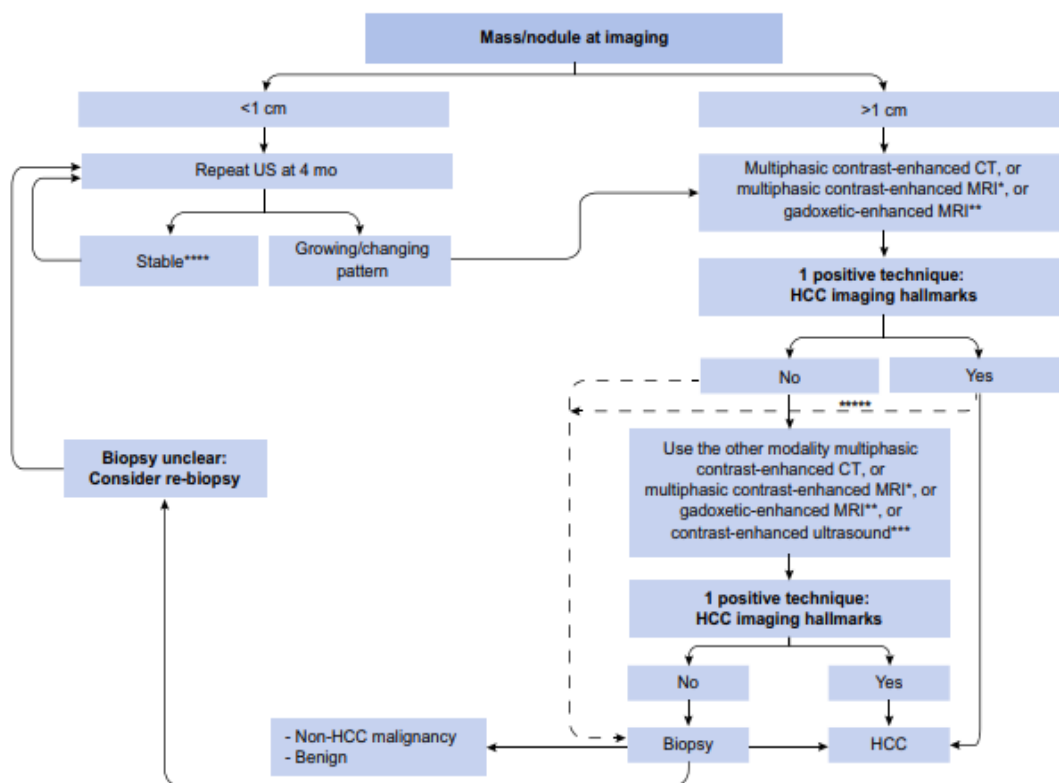 Mass/nodule at imaging
<1 cm
>1 cm
Repeat US at 4 mo
Multiphasic contrast-enhanced CT, or
multiphasic contrast-enhanced MRI*, or
gadoxetic-enhanced MRI**
Stable****
Growing/changing
pattern
1 positive technique:
HCC imaging hallmarks
No
Yes
*****
Use the other modality multiphasic
contrast-enhanced CT, or
multiphasic contrast-enhanced MRI*, or
gadoxetic-enhanced MRI**, or
contrast-enhanced ultrasound***
Biopsy unclear:
Consider re-biopsy
1 positive technique:
HCC imaging hallmarks
No
Yes
- Non-HCC malignancy
- Benign
Biopsy
HCC